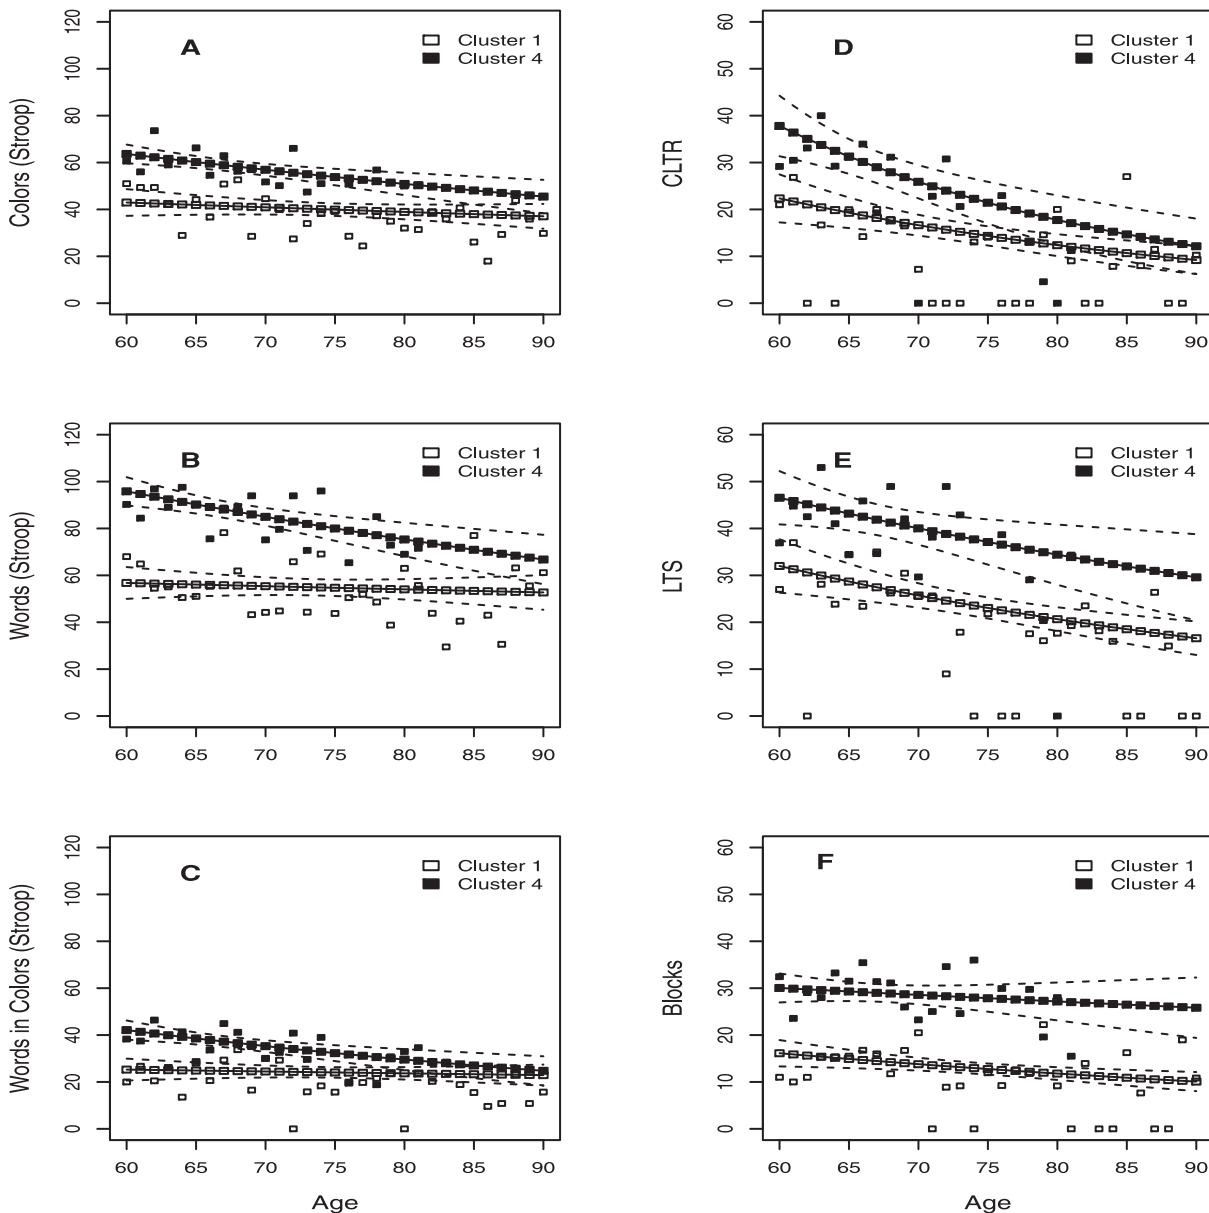 A
Cluster 1
Cluster 4
Colors (Stroop)
0 20 40 60 80 100 120
60 65 70 75 80 85 90
D
Cluster 1
Cluster 4
CLTR
0 10 20 30 40 50 60
60 65 70 75 80 85 90
B
Cluster 1
Cluster 4
Words (Stroop)
0 20 40 60 80 100 120
60 65 70 75 80 85 90
E
Cluster 1
Cluster 4
LTS
0 10 20 30 40 50 60
60 65 70 75 80 85 90
C
Cluster 1
Cluster 4
Words in Colors (Stroop)
0 20 40 60 80 100 120
60 65 70 75 80 85 90
Age
F
Cluster 1
Cluster 4
Blocks
0 10 20 30 40 50 60
60 65 70 75 80 85 90
Age